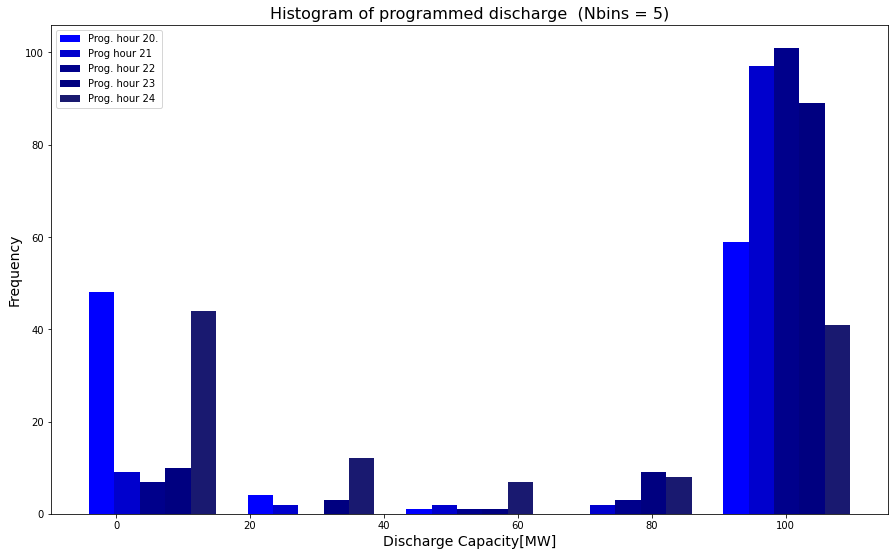 Histogram of programmed discharge  (Nbins = 5)
Prog. hour 20.
Prog hour 21
Prog. hour 22
Prog. hour 23
Prog. hour 24
100
80
60
40
20
0
Frequency
0 20 40 60 80 100
Discharge Capacity[MW]